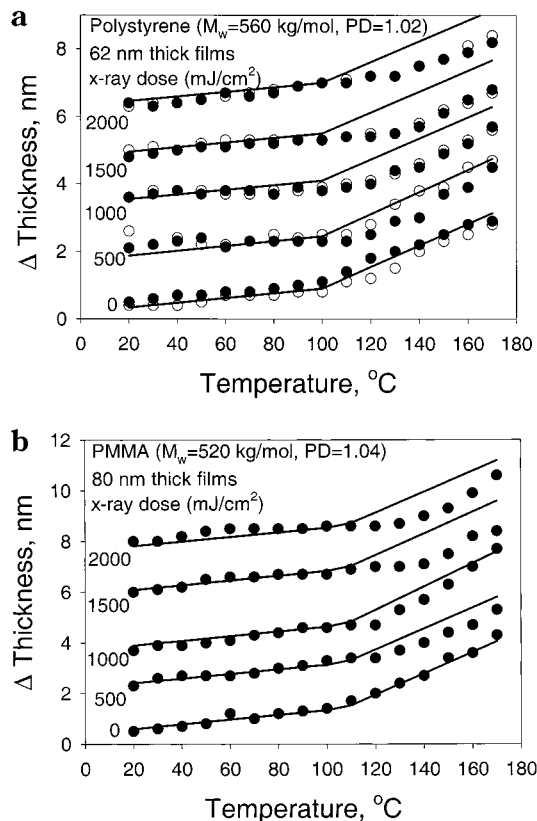 a
Polystyrene (Mw=560 kg/mol, PD=1.02)
62 nm thick films
x-ray dose (mJ/cm²)
2000
1500
1000
500
0
8
6
4
2
0
Δ Thickness, nm
0 20 40 60 80 100 120 140 160 180
Temperature, °C
b
PMMA (Mw=520 kg/mol, PD=1.04)
80 nm thick films
x-ray dose (mJ/cm²)
2000
1500
1000
500
0
12
10
8
6
4
2
0
Δ Thickness, nm
0 20 40 60 80 100 120 140 160 180
Temperature, °C